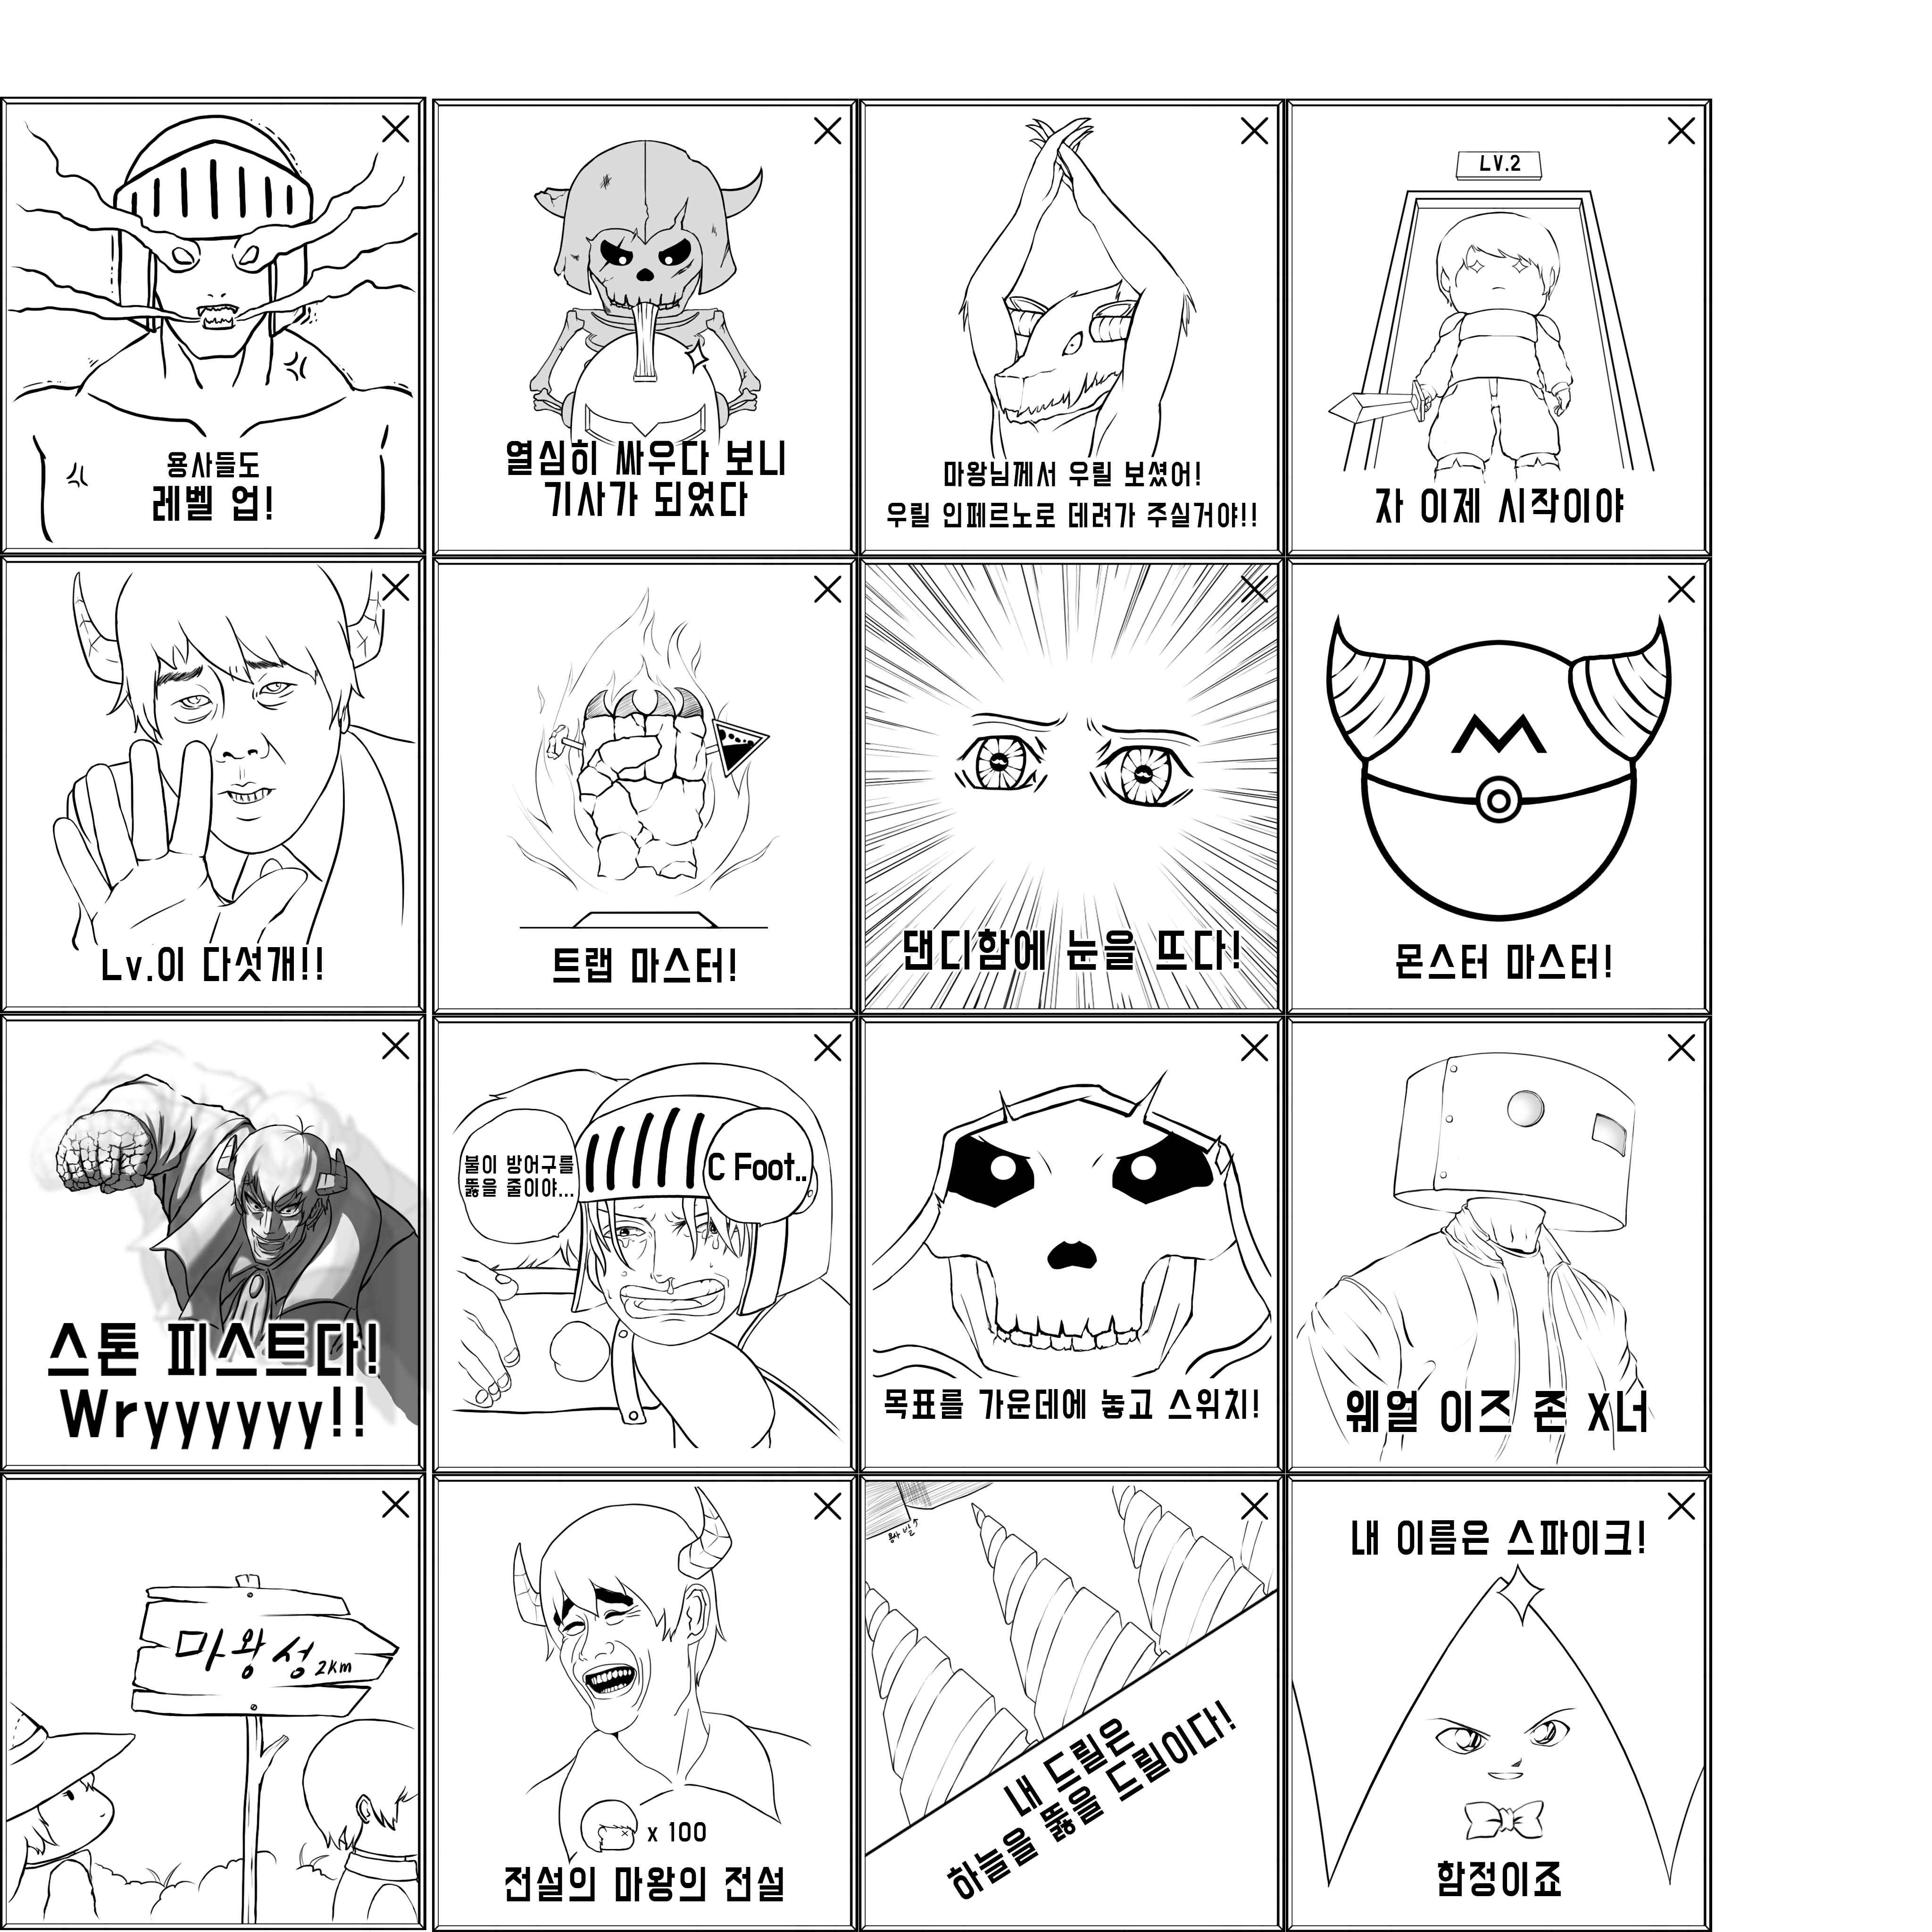 용사들도
레벨 업!
열심히 싸우다 보니
기사가 되었다
마왕님께서 우릴 보셨어!
우릴 인페르노로 데려가 주실거야!!
LV.2
자 이제 시작이야
Lv.이 다섯개!!
트랩 마스터!
댄디함에 눈을 뜨다!
M
몬스터 마스터!
스톤 피스트다!
Wryyyyyy!!
불이 방어구를
뚫을 줄이야...
C Foot..
목표를 가운데에 놓고 스위치!
웨얼 이즈 존 X너
마왕성 2km
x 100
전설의 마왕의 전설
용사 발
내 드릴은
하늘을 뚫을 드릴이다!
내 이름은 스파이크!
함정이죠